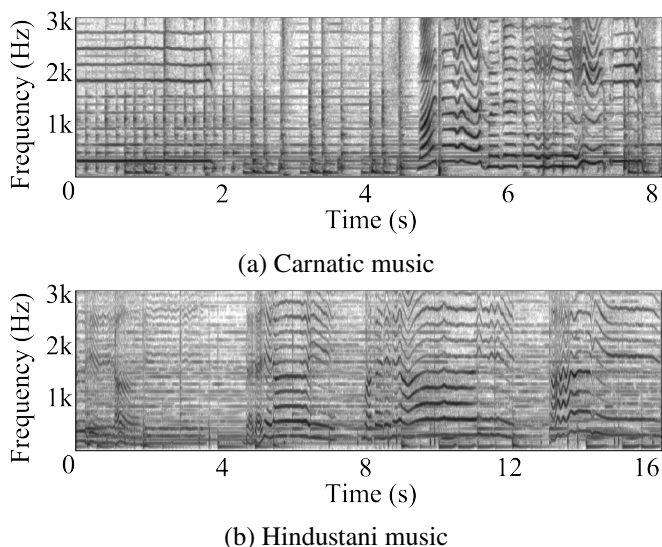 3k
2k
1k
Frequency (Hz)
0 2 4 6 8
Time (s)
(a) Carnatic music
3k
2k
1k
Frequency (Hz)
0 4 8 12 16
Time (s)
(b) Hindustani music